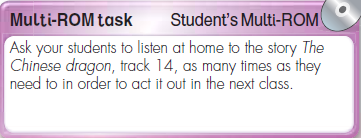 Multi-ROM task Student's Multi-ROM
Ask your students to listen at home to the story The
Chinese dragon, track 14, as many times as they
need to in order to act it out in the next class.